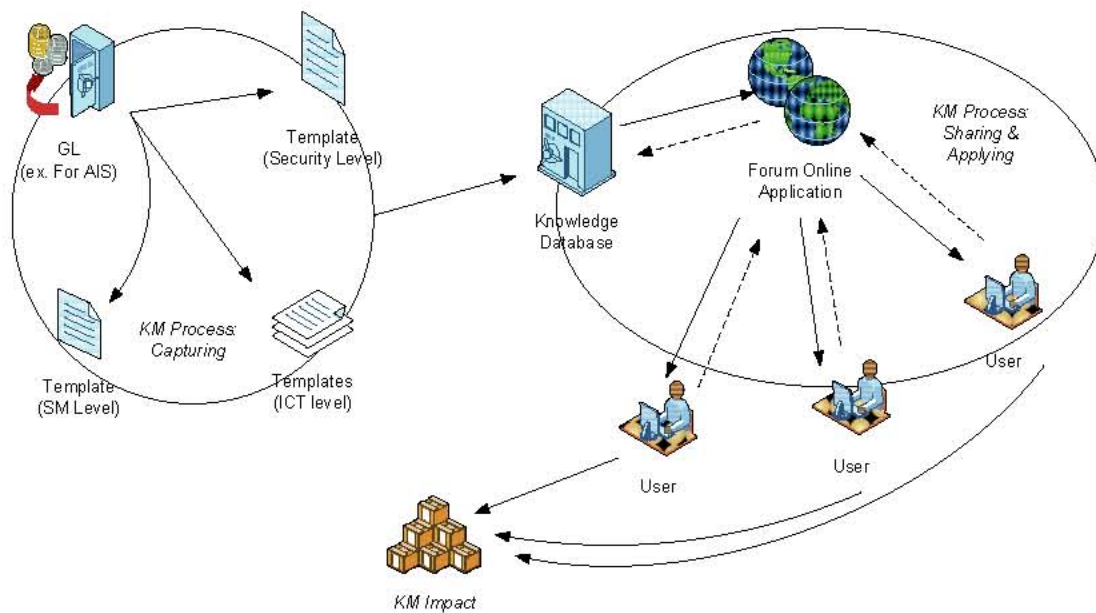 GL
(ex. For AIS)
Template
(Security Level)
KM Process:
Capturing
Template
(SM Level)
Templates
(ICT level)
Knowledge
Database
Forum Online
Application
KM Process:
Sharing &
Applying
User
User
User
KM Impact